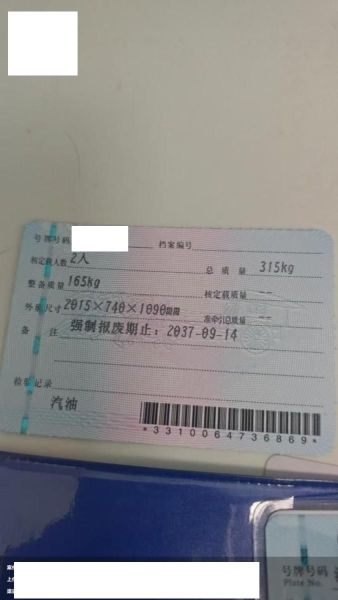 号牌号码
档案编号
核定载人数 2人
总质量 315kg
整备质量 165kg
核定载质量 --
外廓尺寸 2015×740×1090mm
准牵引总质量 --
备注 强制报废期止：2037-09-14
检验记录
汽油
*3310064736869*
号牌号码
Plate No.